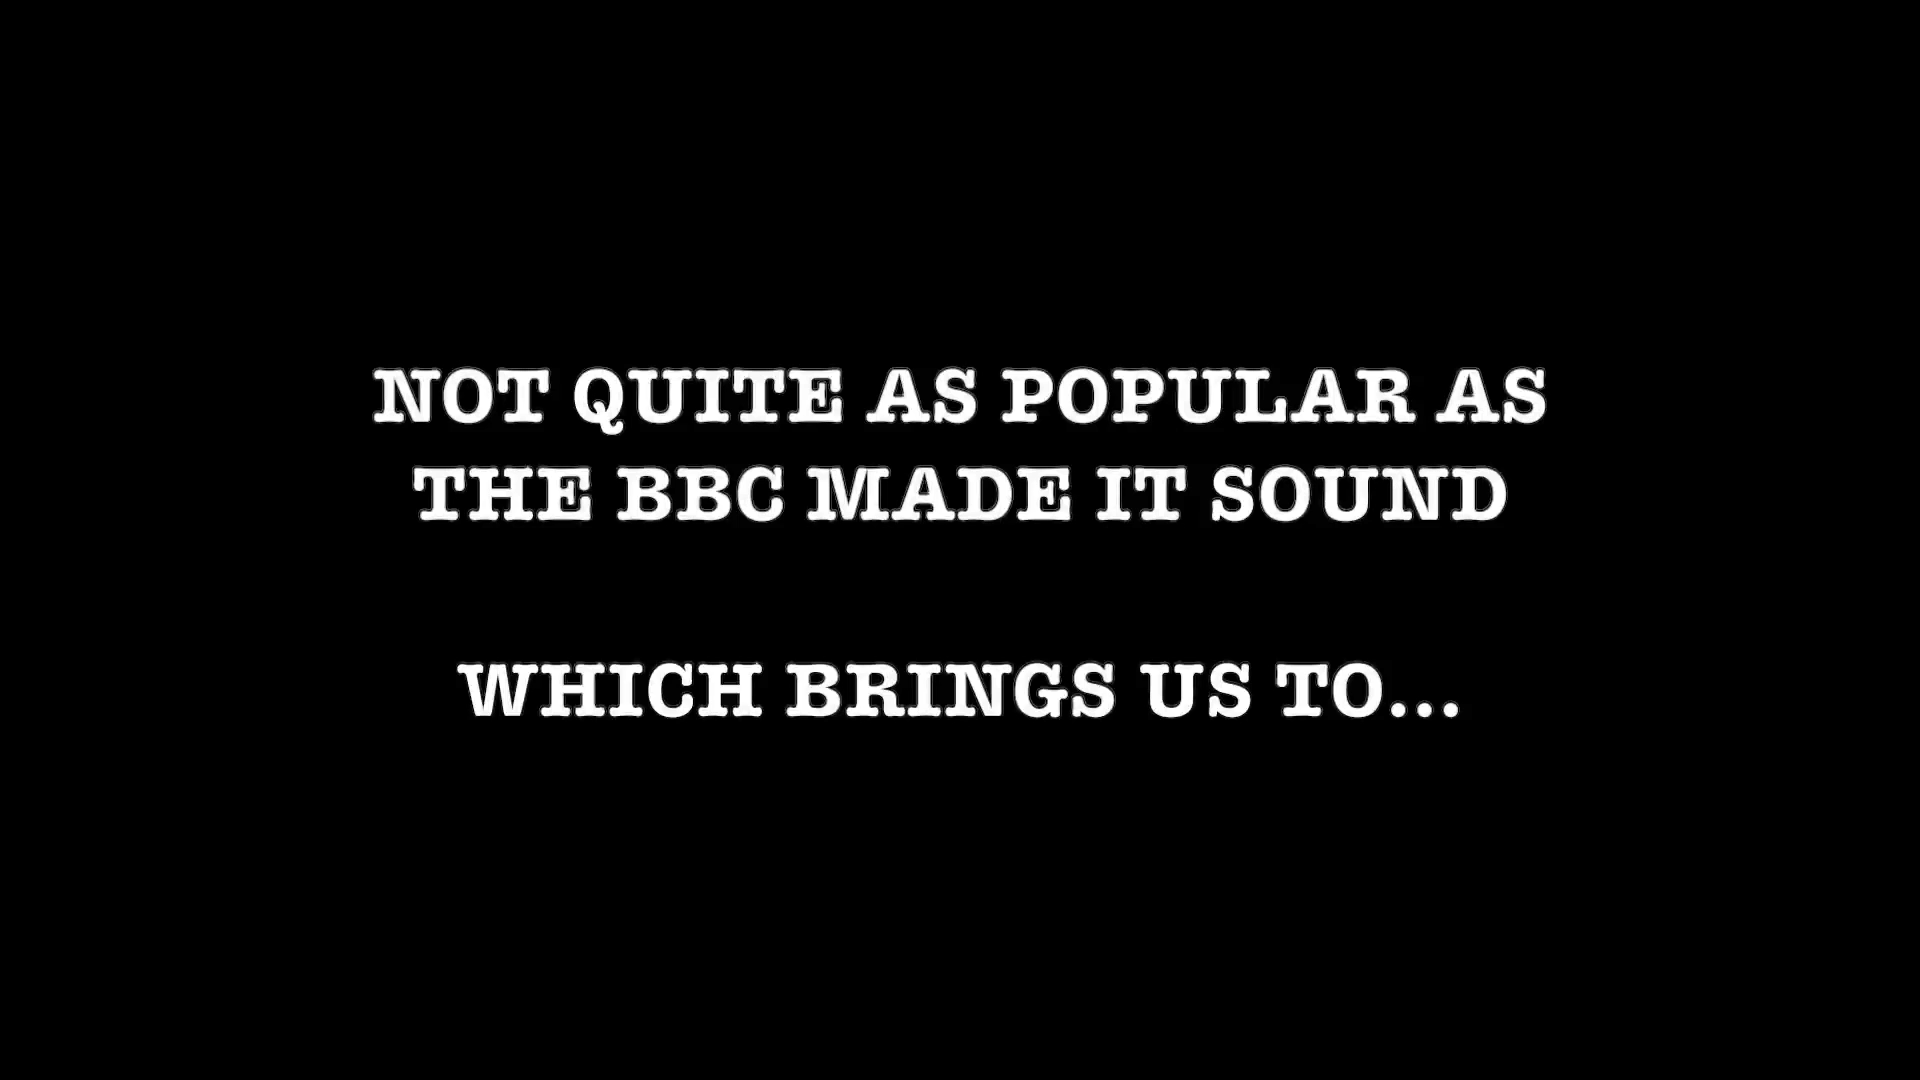 NOT QUITE AS POPULAR AS
THE BBC MADE IT SOUND
WHICH BRINGS US TO...